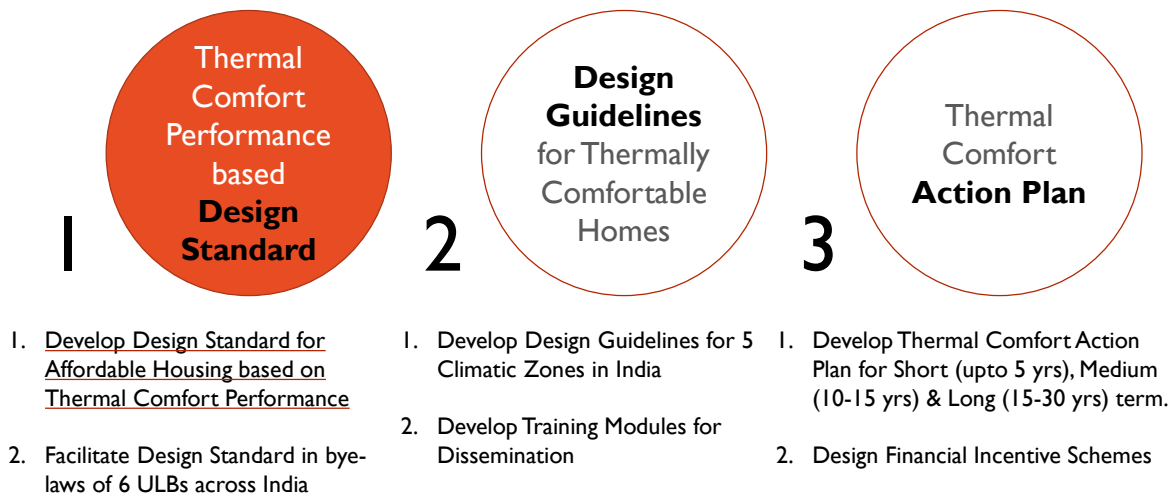 Thermal
Comfort
Performance
based
Design
Standard
1
1. Develop Design Standard for
Affordable Housing based on
Thermal Comfort Performance
2. Facilitate Design Standard in bye-
laws of 6 ULBs across India
Design
Guidelines
for Thermally
Comfortable
Homes
2
1. Develop Design Guidelines for 5
Climatic Zones in India
2. Develop Training Modules for
Dissemination
Thermal
Comfort
Action Plan
3
1. Develop Thermal Comfort Action
Plan for Short (upto 5 yrs), Medium
(10-15 yrs) & Long (15-30 yrs) term.
2. Design Financial Incentive Schemes